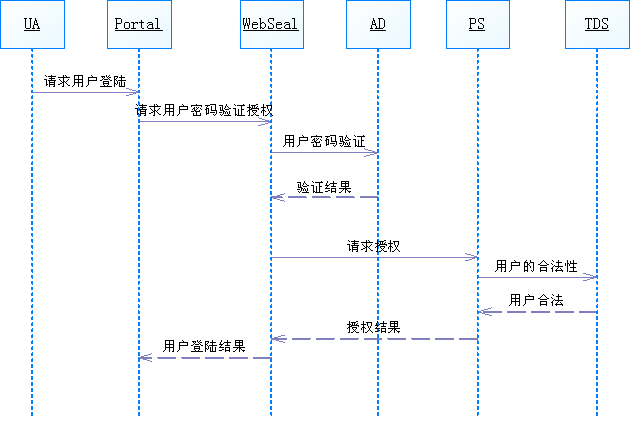 UA
Portal
WebSeal
AD
PS
TDS
请求用户登陆
请求用户密码验证授权
用户密码验证
验证结果
请求授权
用户的合法性
用户合法
授权结果
用户登陆结果